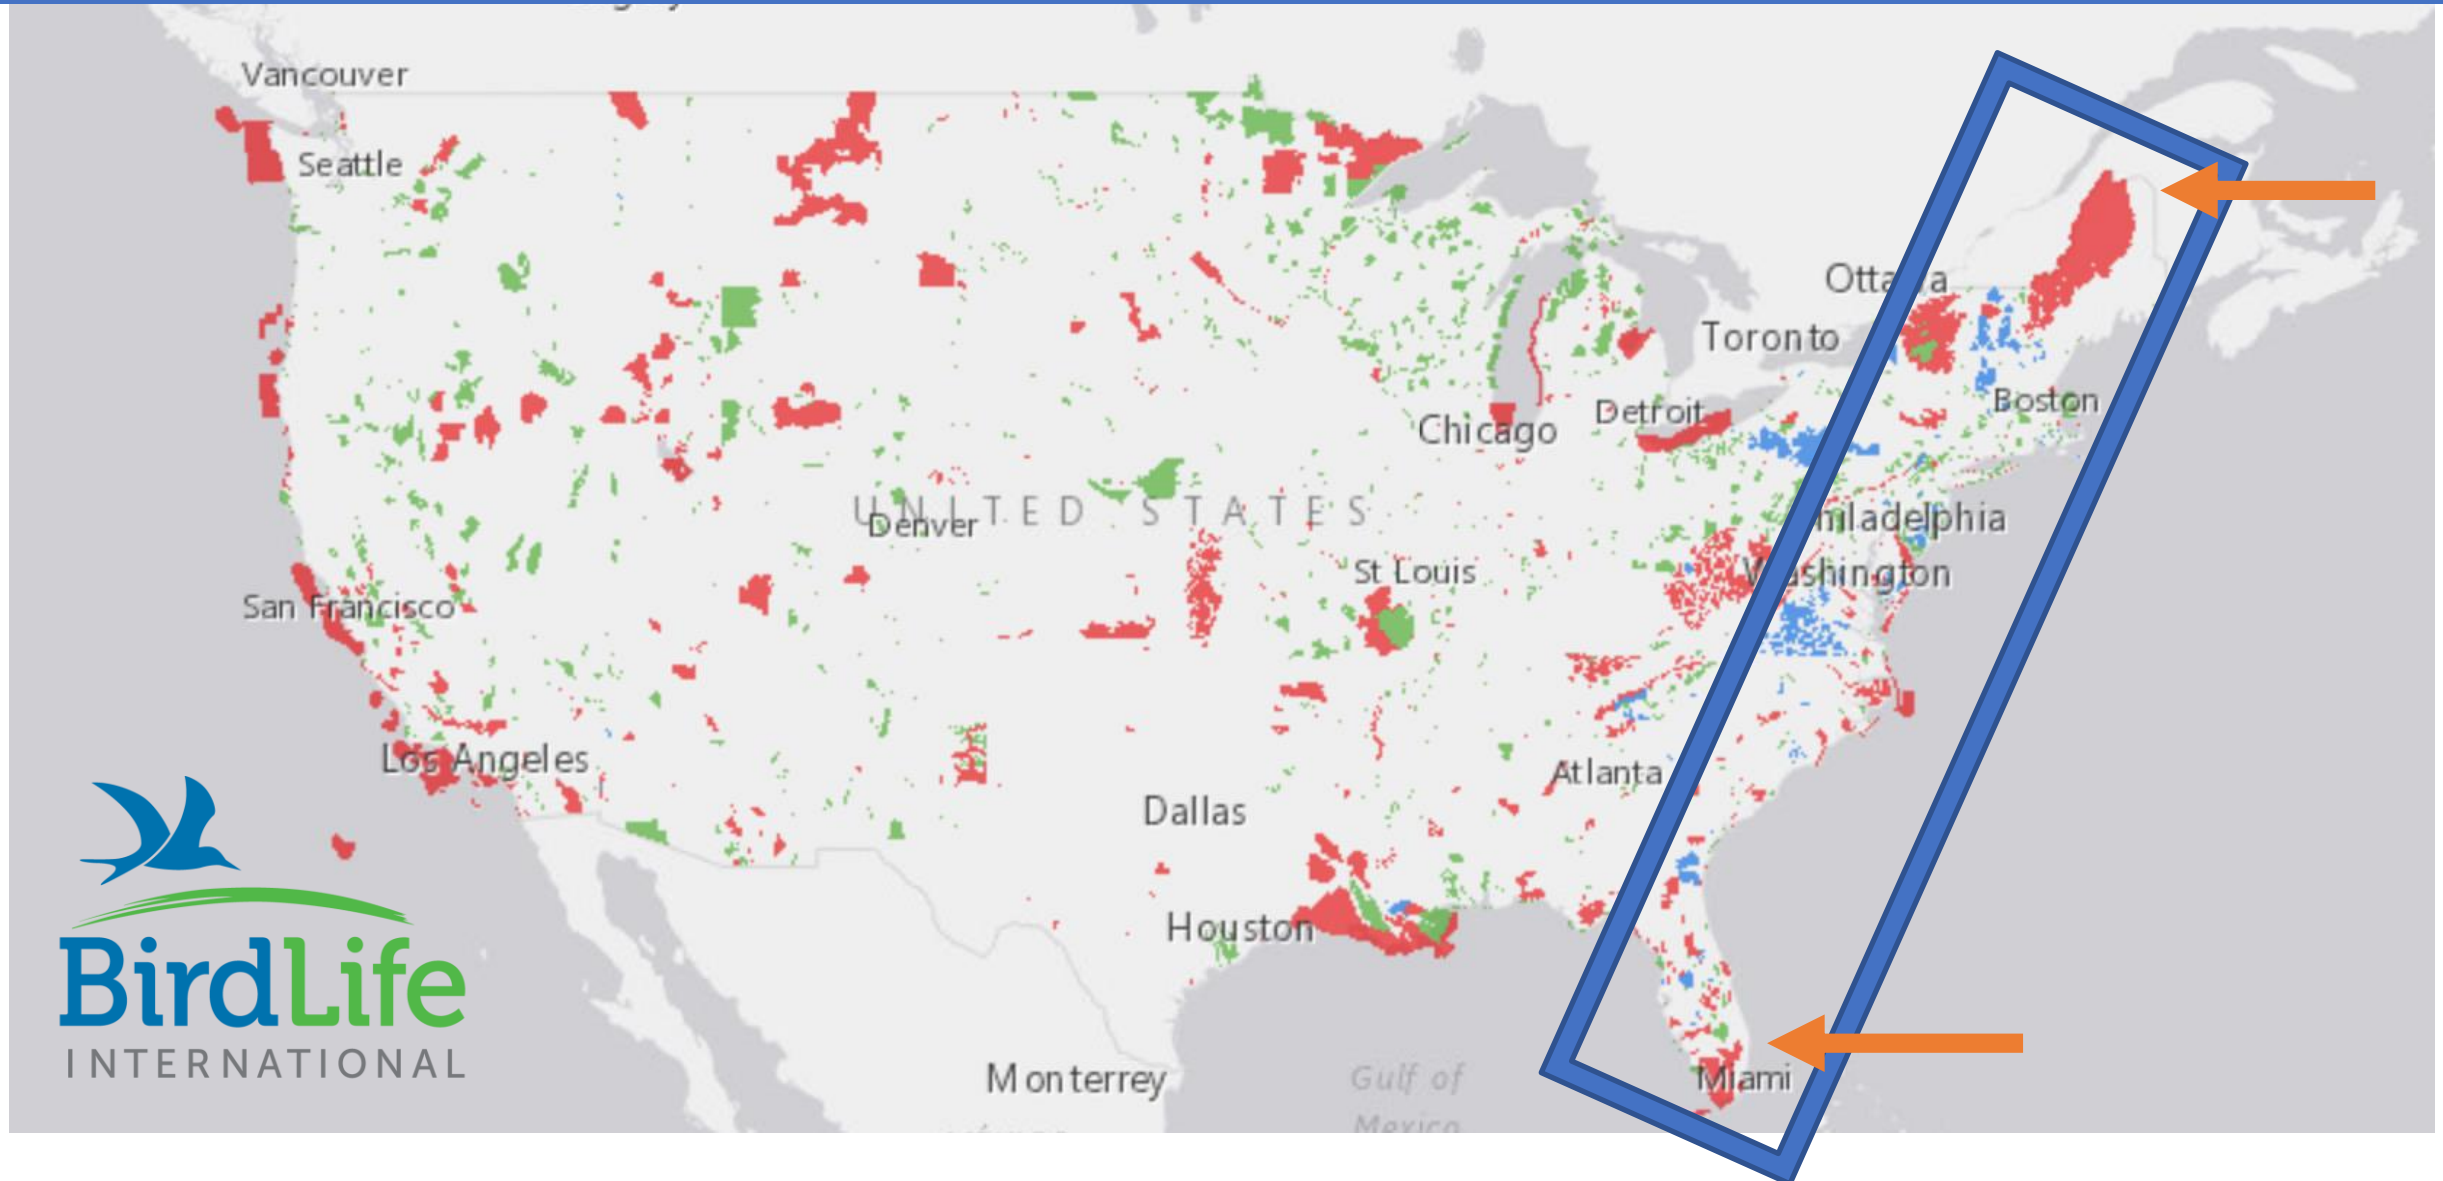 Vancouver
Seattle
Ottawa
Toronto
Boston
Detroit
Chicago
Philadelphia
UNITED STATES
Denver
St Louis
Washington
San Francisco
Los Angeles
Atlanta
Dallas
Houston
BirdLife
INTERNATIONAL
Monterrey
Gulf of
Mexico
Miami